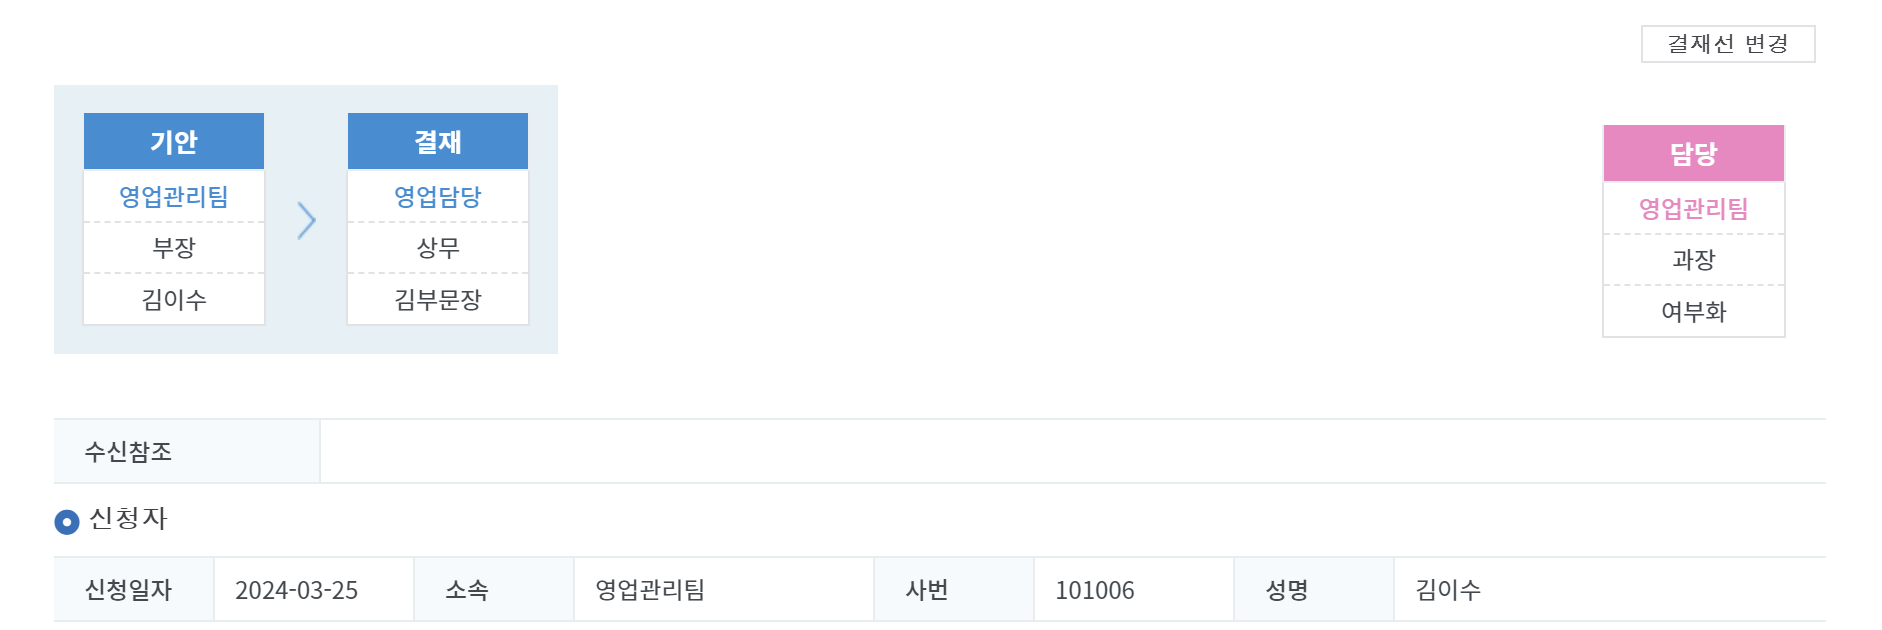 결재선 변경
기안
영업관리팀
부장
김이수
결재
영업담당
상무
김부문장
담당
영업관리팀
과장
여부화
수신참조
신청자
신청일자 2024-03-25 소속 영업관리팀 사번 101006 성명 김이수